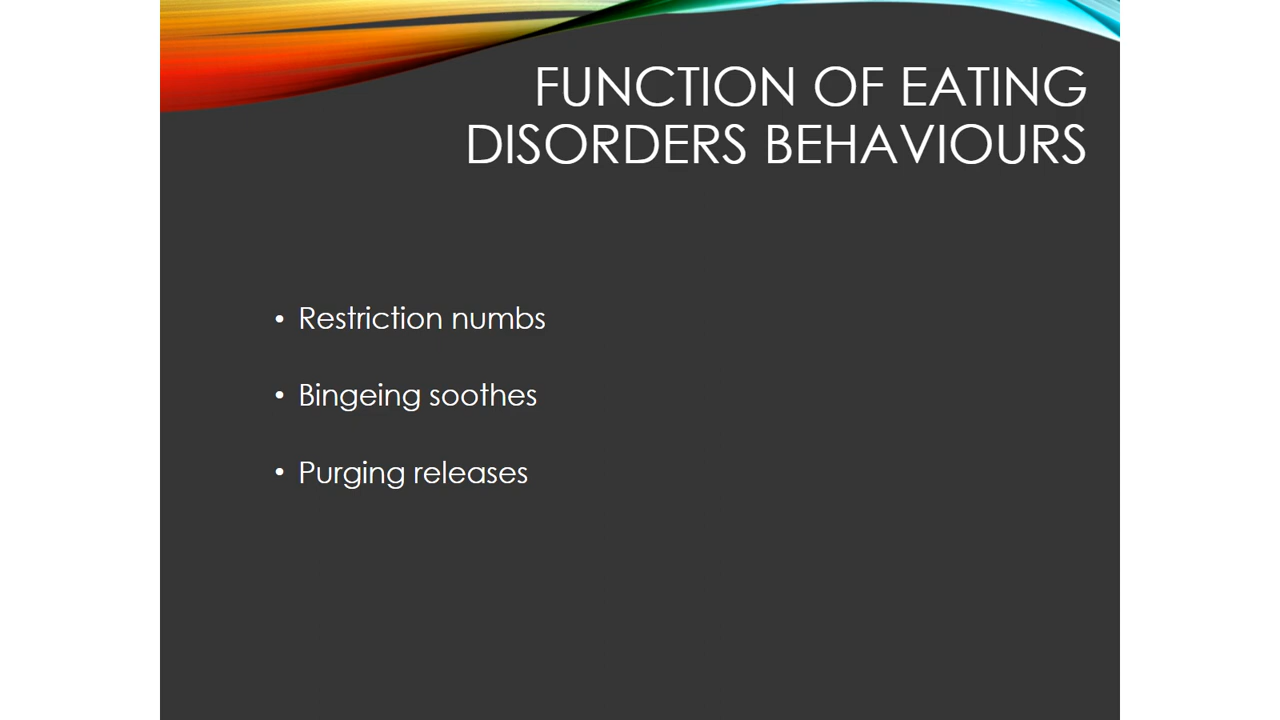 FUNCTION OF EATING
DISORDERS BEHAVIOURS
• Restriction numbs
• Bingeing soothes
• Purging releases